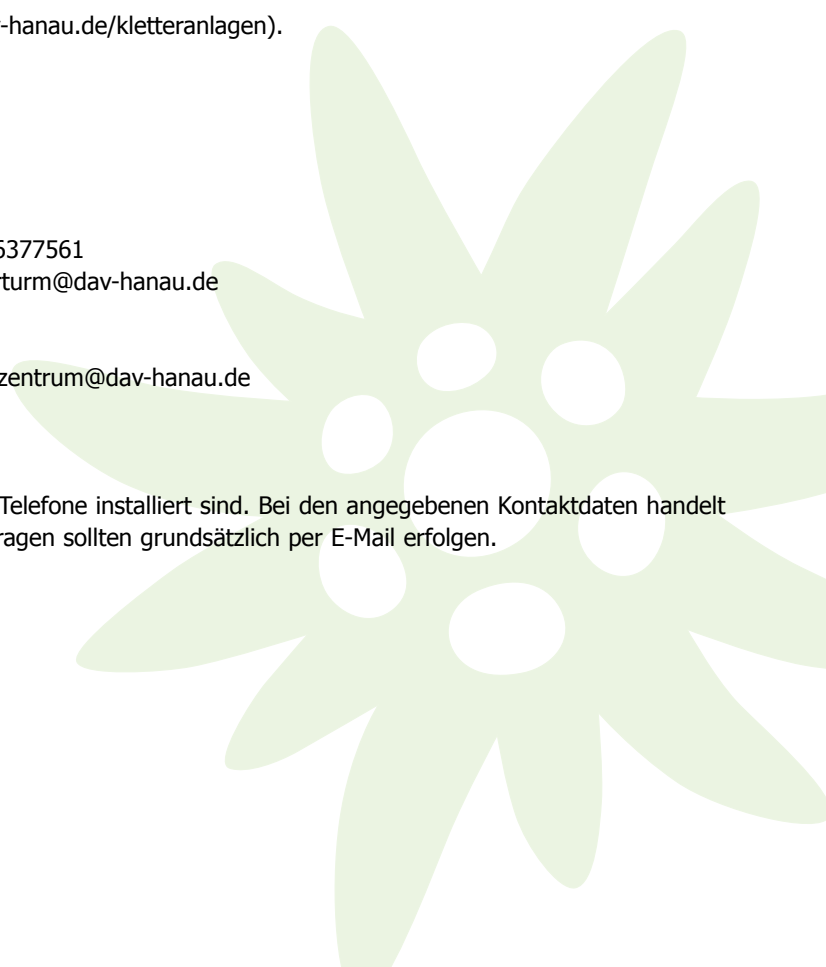 -hanau.de/kletteranlagen).
6377561
rturm@dav-hanau.de
zentrum@dav-hanau.de
Telefone installiert sind. Bei den angegebenen Kontaktdaten handelt
ragen sollten grundsätzlich per E-Mail erfolgen.